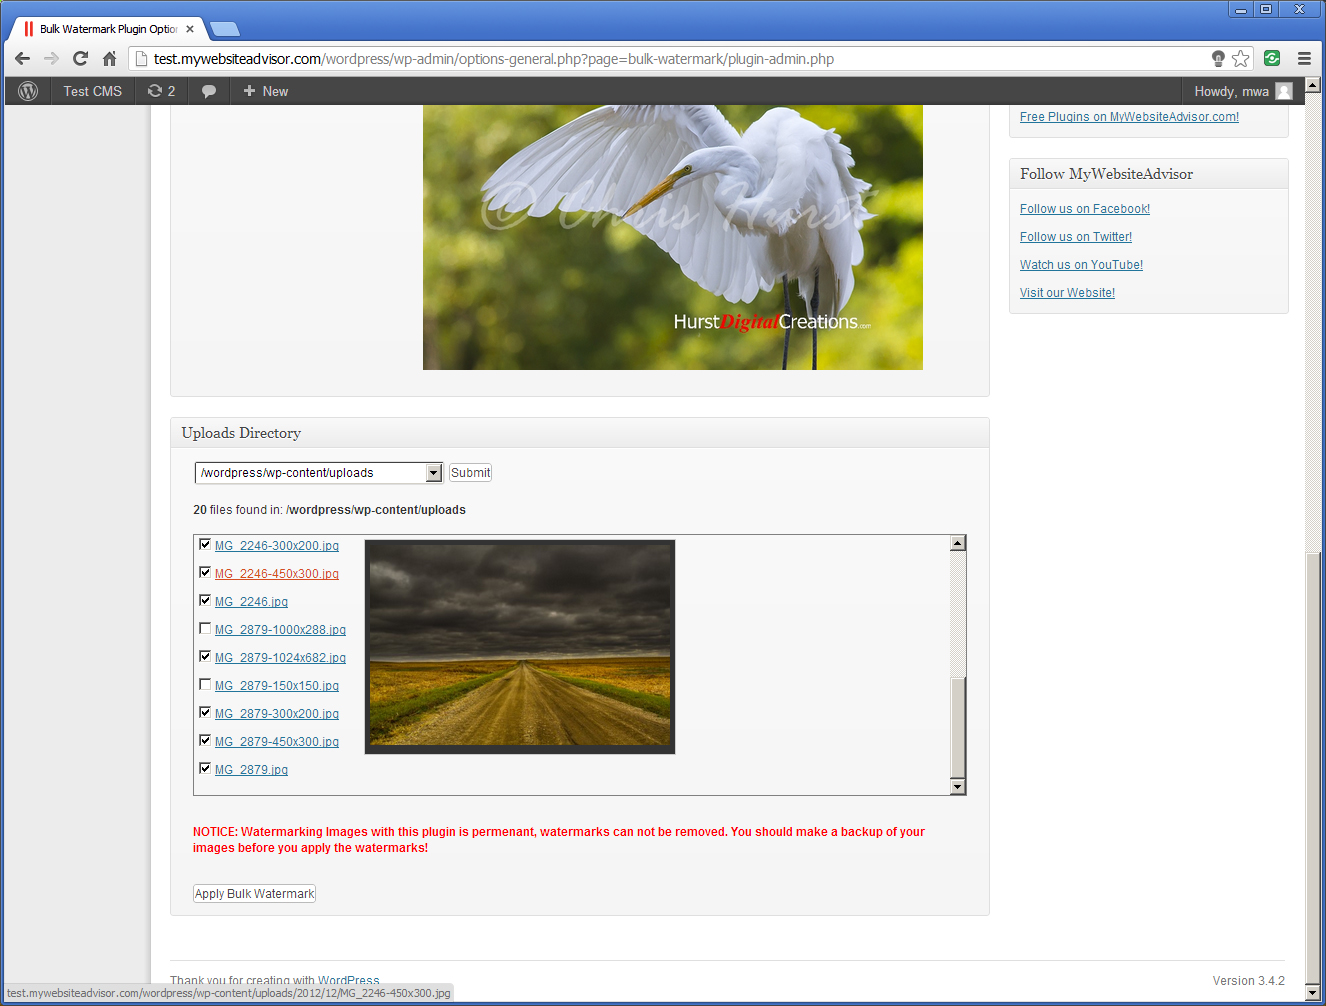 Bulk Watermark Plugin Option
test.mywebsiteadvisor.com/wordpress/wp-admin/options-general.php?page=bulk-watermark/plugin-admin.php
Test CMS 2 New Howdy, mwa
© Chris Hurst
HurstDigitalCreations.com
Free Plugins on MyWebsiteAdvisor.com!
Follow MyWebsiteAdvisor
Follow us on Facebook!
Follow us on Twitter!
Watch us on YouTube!
Visit our Website!
Uploads Directory
/wordpress/wp-content/uploads Submit
20 files found in: /wordpress/wp-content/uploads
MG_2246-300x200.jpg
MG_2246-450x300.jpg
MG_2246.jpg
MG_2879-1000x288.jpg
MG_2879-1024x682.jpg
MG_2879-150x150.jpg
MG_2879-300x200.jpg
MG_2879-450x300.jpg
MG_2879.jpg
NOTICE: Watermarking Images with this plugin is permenant, watermarks can not be removed. You should make a backup of your
images before you apply the watermarks!
Apply Bulk Watermark
Thank you for creating with WordPress
Version 3.4.2
test.mywebsiteadvisor.com/wordpress/wp-content/uploads/2012/12/MG_2246-450x300.jpg